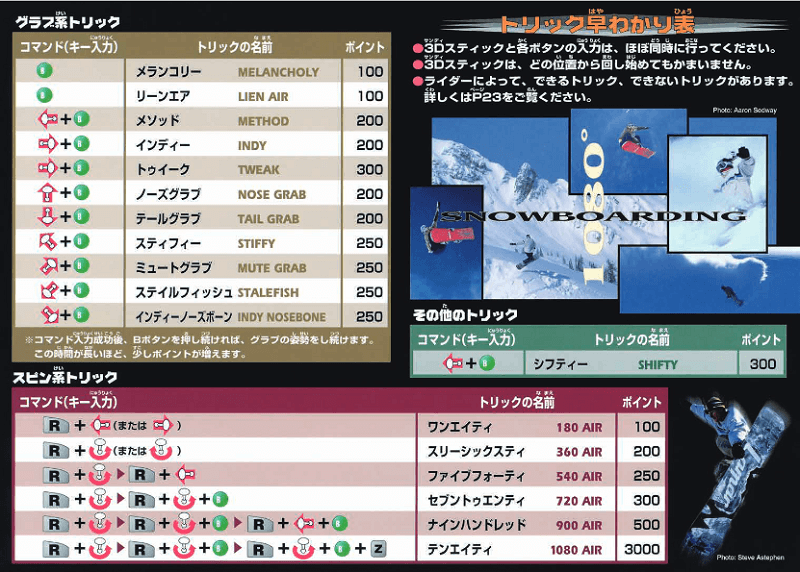 グラブ系トリック
コマンド(キー入力) トリックの名前 ポイント
B メランコリー MELANCHOLY 100
B リーンエア LIEN AIR 100
+B メソッド METHOD 200
+B インディー INDY 200
+B トゥイーク TWEAK 300
+B ノーズグラブ NOSE GRAB 200
+B テールグラブ TAIL GRAB 200
+B スティフィー STIFFY 250
+B ミュートグラブ MUTE GRAB 250
+B ステイルフィッシュ STALEFISH 250
+B インディーノーズボーン INDY NOSEBONE 250
※コマンド入力成功後、Bボタンを押し続ければ、グラブの姿勢をし続けます。
この時間が長いほど、少しポイントが増えます。
トリック早わかり表
●3Dスティックと各ボタンの入力は、ほぼ同時に行ってください。
●3Dスティックは、どの位置から回し始めてもかまいません。
●ライダーによって、できるトリック、できないトリックがあります。
詳しくはP23をご覧ください。
Photo: Aaron Sedway
1080°
SNOWBOARDING
その他のトリック
コマンド(キー入力) トリックの名前 ポイント
+B シフティー SHIFTY 300
スピン系トリック
コマンド(キー入力) トリックの名前 ポイント
R + (または ) ワンエイティ 180 AIR 100
R + (または ) スリーシックスティ 360 AIR 200
R + R + ファイブフォーティ 540 AIR 250
R + R + +B セブントゥエンティ 720 AIR 300
R + R + +B R + +B ナインハンドレッド 900 AIR 500
R + R + +B R + +B+Z テンエイティ 1080 AIR 3000
Photo: Steve Astephen